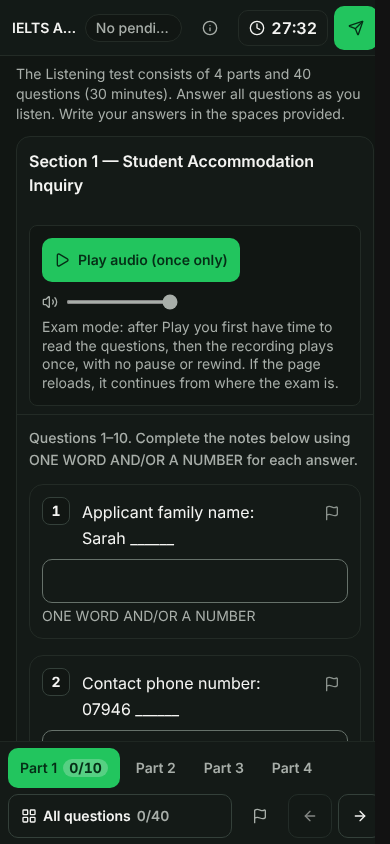 IELTS A... No pendi... 27:32
The Listening test consists of 4 parts and 40
questions (30 minutes). Answer all questions as you
listen. Write your answers in the spaces provided.
Section 1 — Student Accommodation
Inquiry
Play audio (once only)
Exam mode: after Play you first have time to
read the questions, then the recording plays
once, with no pause or rewind. If the page
reloads, it continues from where the exam is.
Questions 1–10. Complete the notes below using
ONE WORD AND/OR A NUMBER for each answer.
1 Applicant family name:
Sarah ______
ONE WORD AND/OR A NUMBER
2 Contact phone number:
07946 ______
Part 1 0/10 Part 2 Part 3 Part 4
All questions 0/40